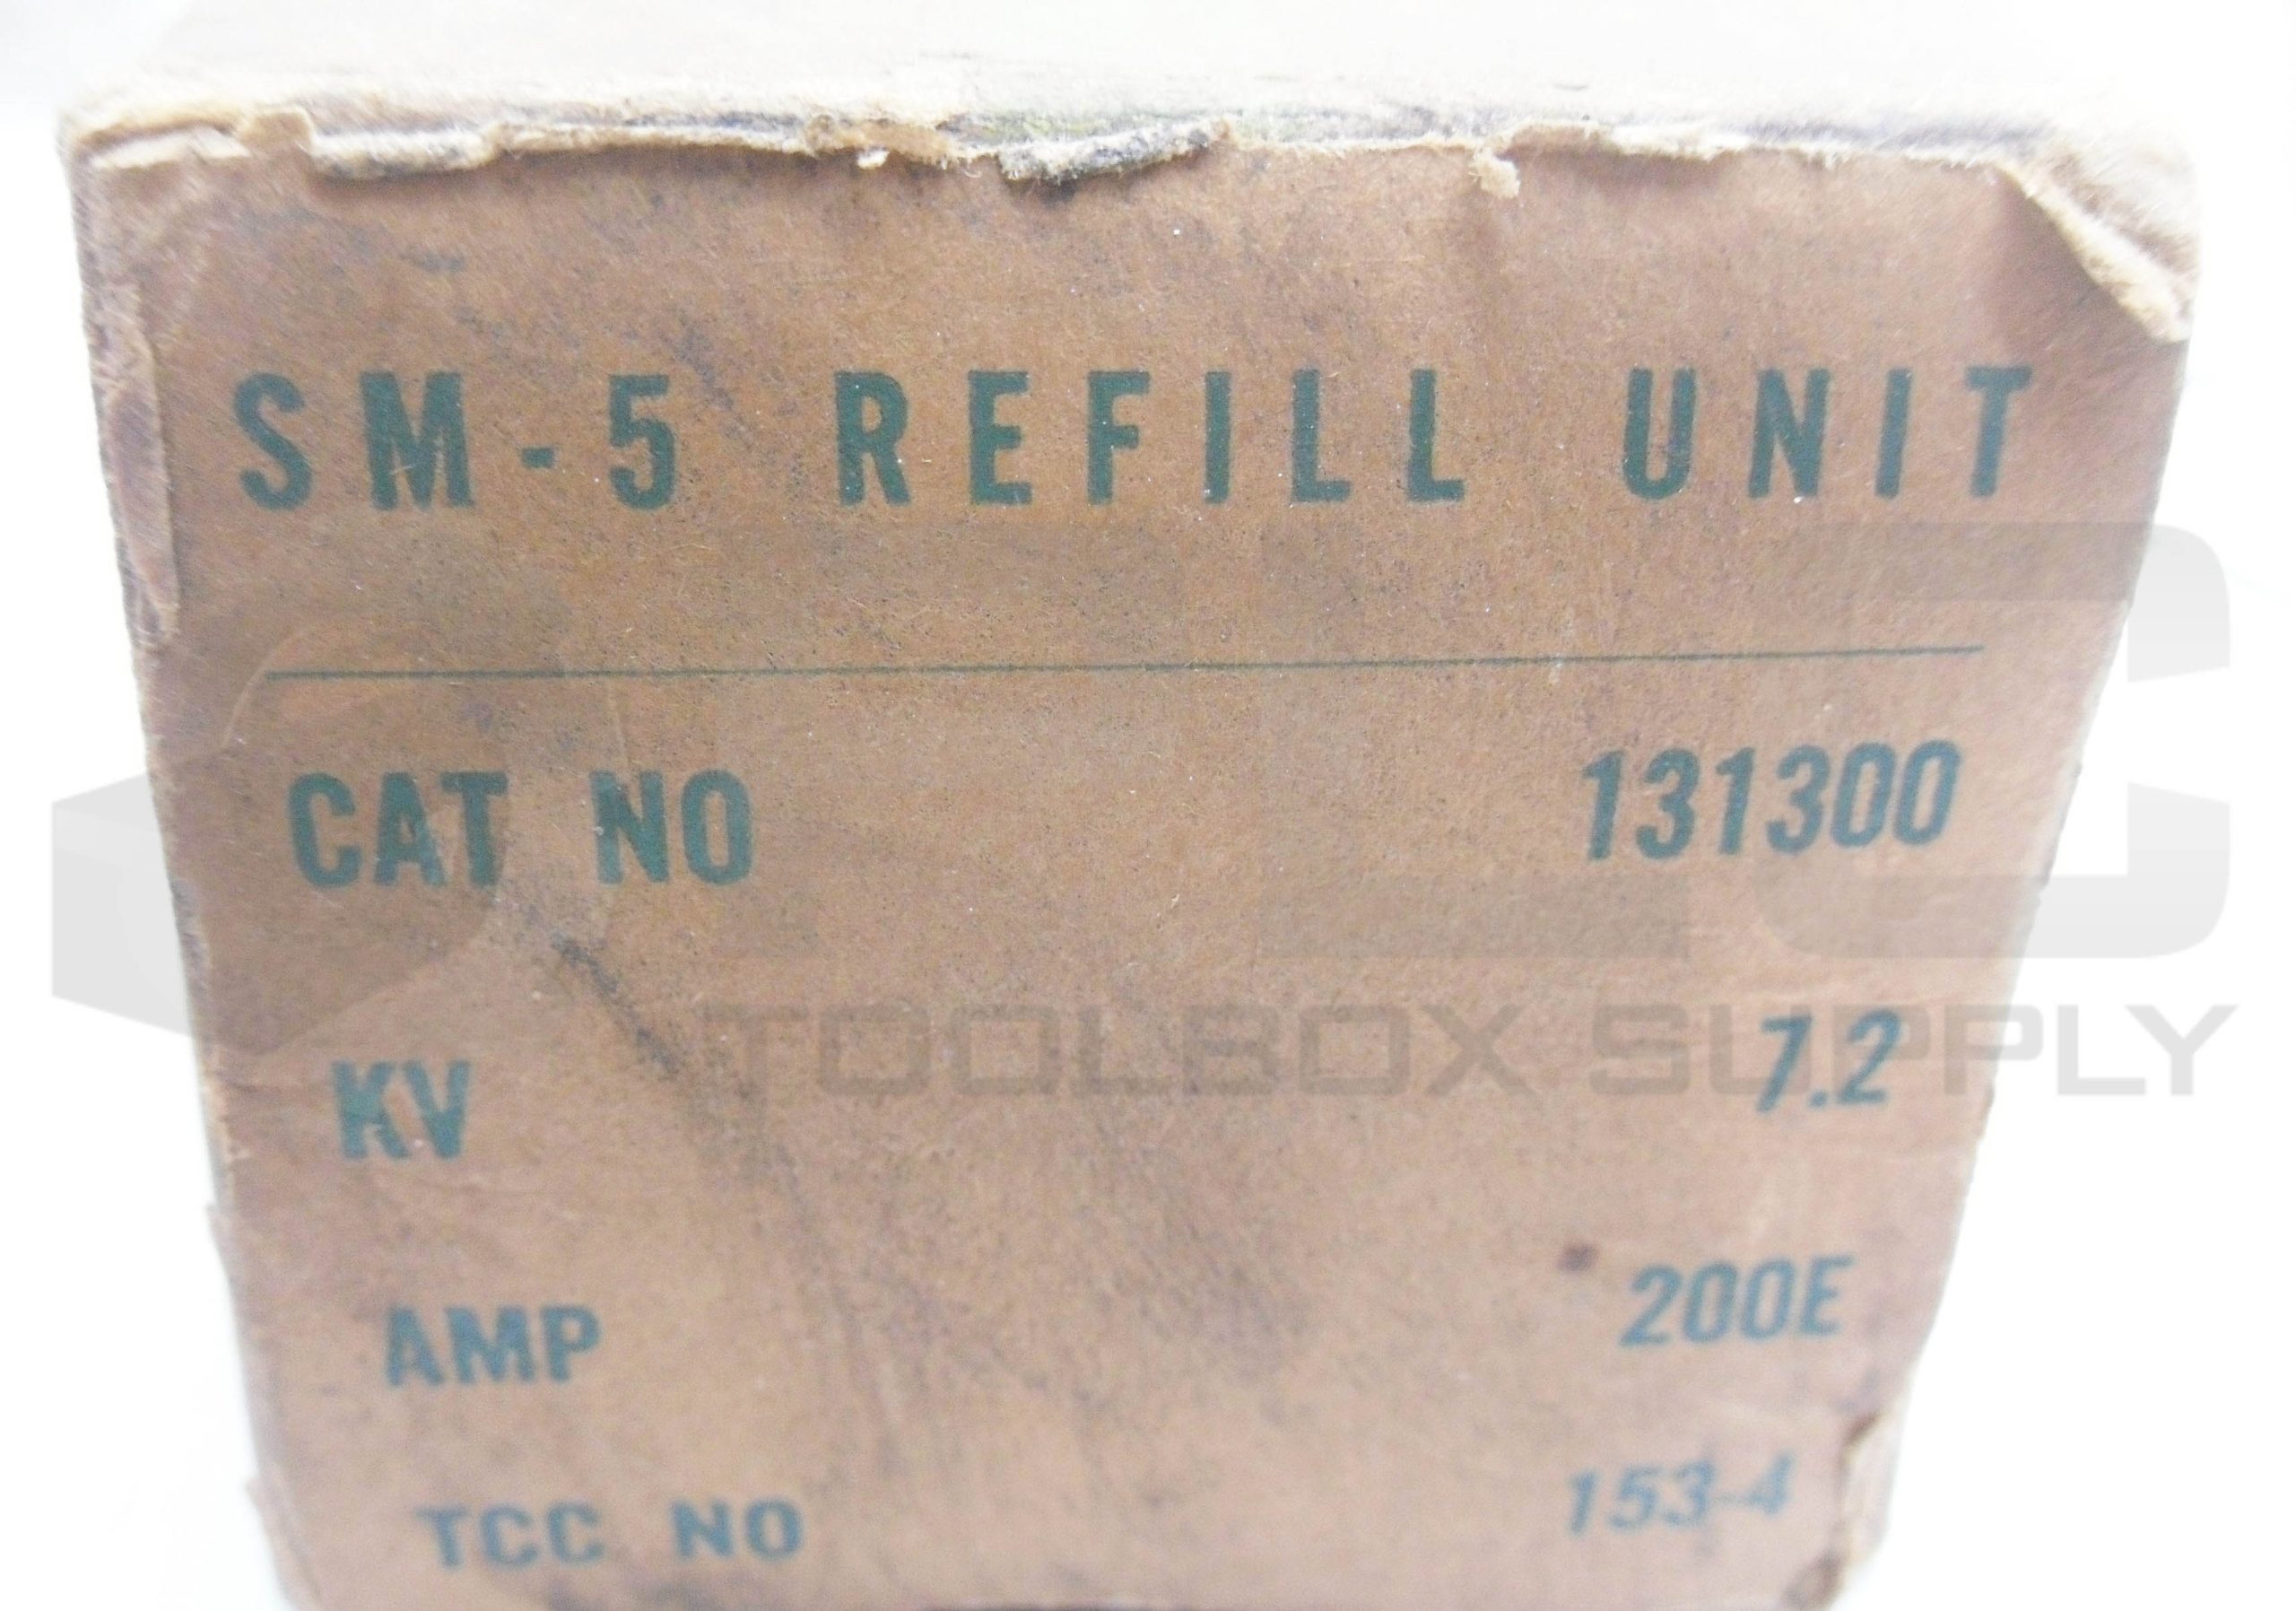 SM-5 REFILL UNIT
CAT NO 131300
TOOLBOX SUPPLY
KV 7.2
AMP 200E
TCC NO 153-4